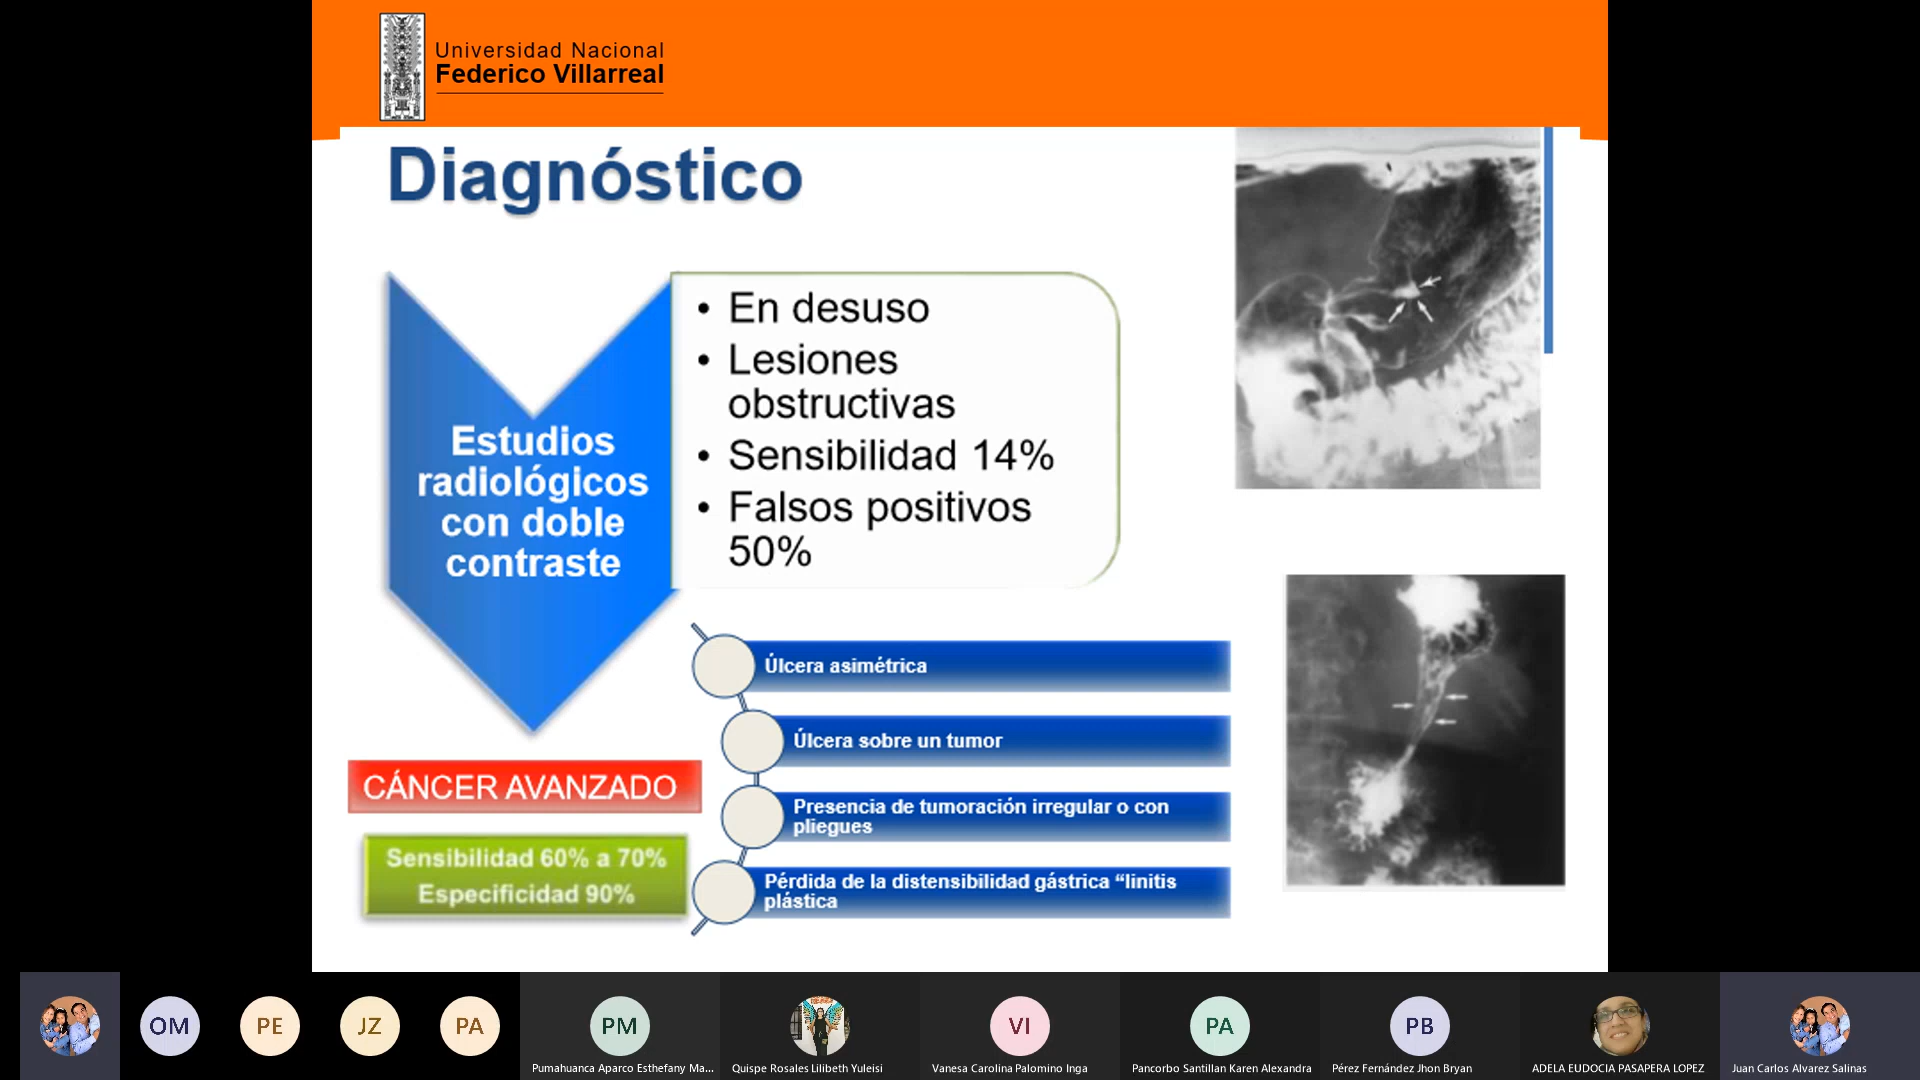 Universidad Nacional
Federico Villarreal
Diagnóstico
Estudios
radiológicos
con doble
contraste
• En desuso
• Lesiones
obstructivas
• Sensibilidad 14%
• Falsos positivos
50%
CÁNCER AVANZADO
Sensibilidad 60% a 70%
Especificidad 90%
Úlcera asimétrica
Úlcera sobre un tumor
Presencia de tumoración irregular o con
pliegues
Pérdida de la distensibilidad gástrica “linitis
plástica
OM
PE
JZ
PA
PM
VI
PA
PB
Pumahuanca Aparco Esthefany Ma...
Quispe Rosales Lilibeth Yuleisi
Vanesa Carolina Palomino Inga
Pancorbo Santillan Karen Alexandra
Pérez Fernández Jhon Bryan
ADELA EUDOCIA PASAPERA LOPEZ
Juan Carlos Alvarez Salinas